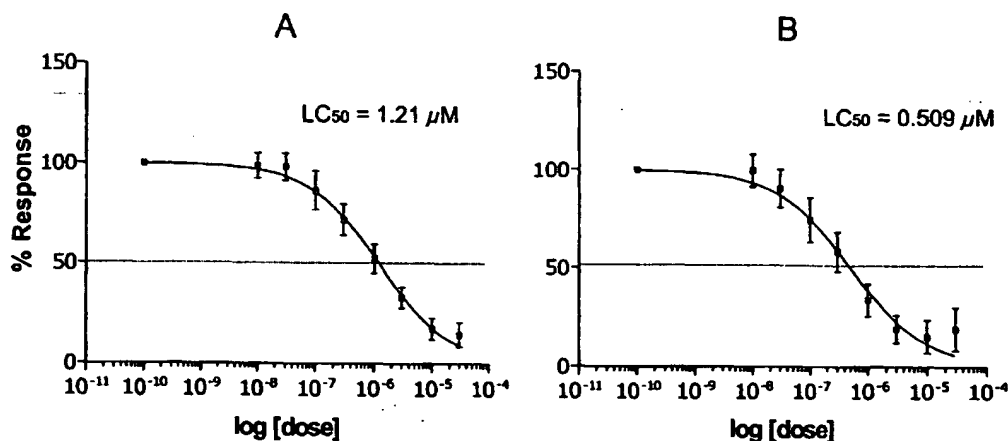 A
% Response
150
100
50
0
LC₅₀ = 1.21 µM
10⁻¹¹ 10⁻¹⁰ 10⁻⁹ 10⁻⁸ 10⁻⁷ 10⁻⁶ 10⁻⁵ 10⁻⁴
log [dose]
B
150
100
50
0
LC₅₀ = 0.509 µM
10⁻¹¹ 10⁻¹⁰ 10⁻⁹ 10⁻⁸ 10⁻⁷ 10⁻⁶ 10⁻⁵ 10⁻⁴
log [dose]